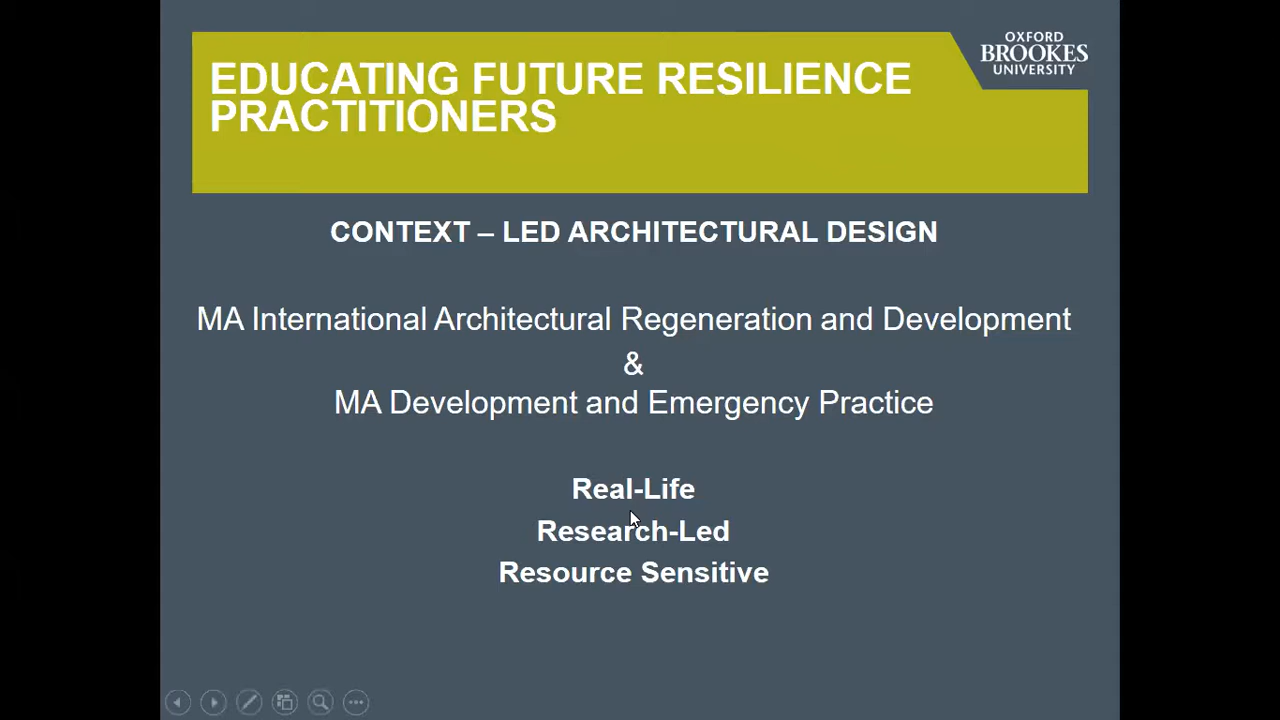 OXFORD
BROOKES
UNIVERSITY
EDUCATING FUTURE RESILIENCE
PRACTITIONERS
CONTEXT – LED ARCHITECTURAL DESIGN
MA International Architectural Regeneration and Development
&
MA Development and Emergency Practice
Real-Life
Research-Led
Resource Sensitive